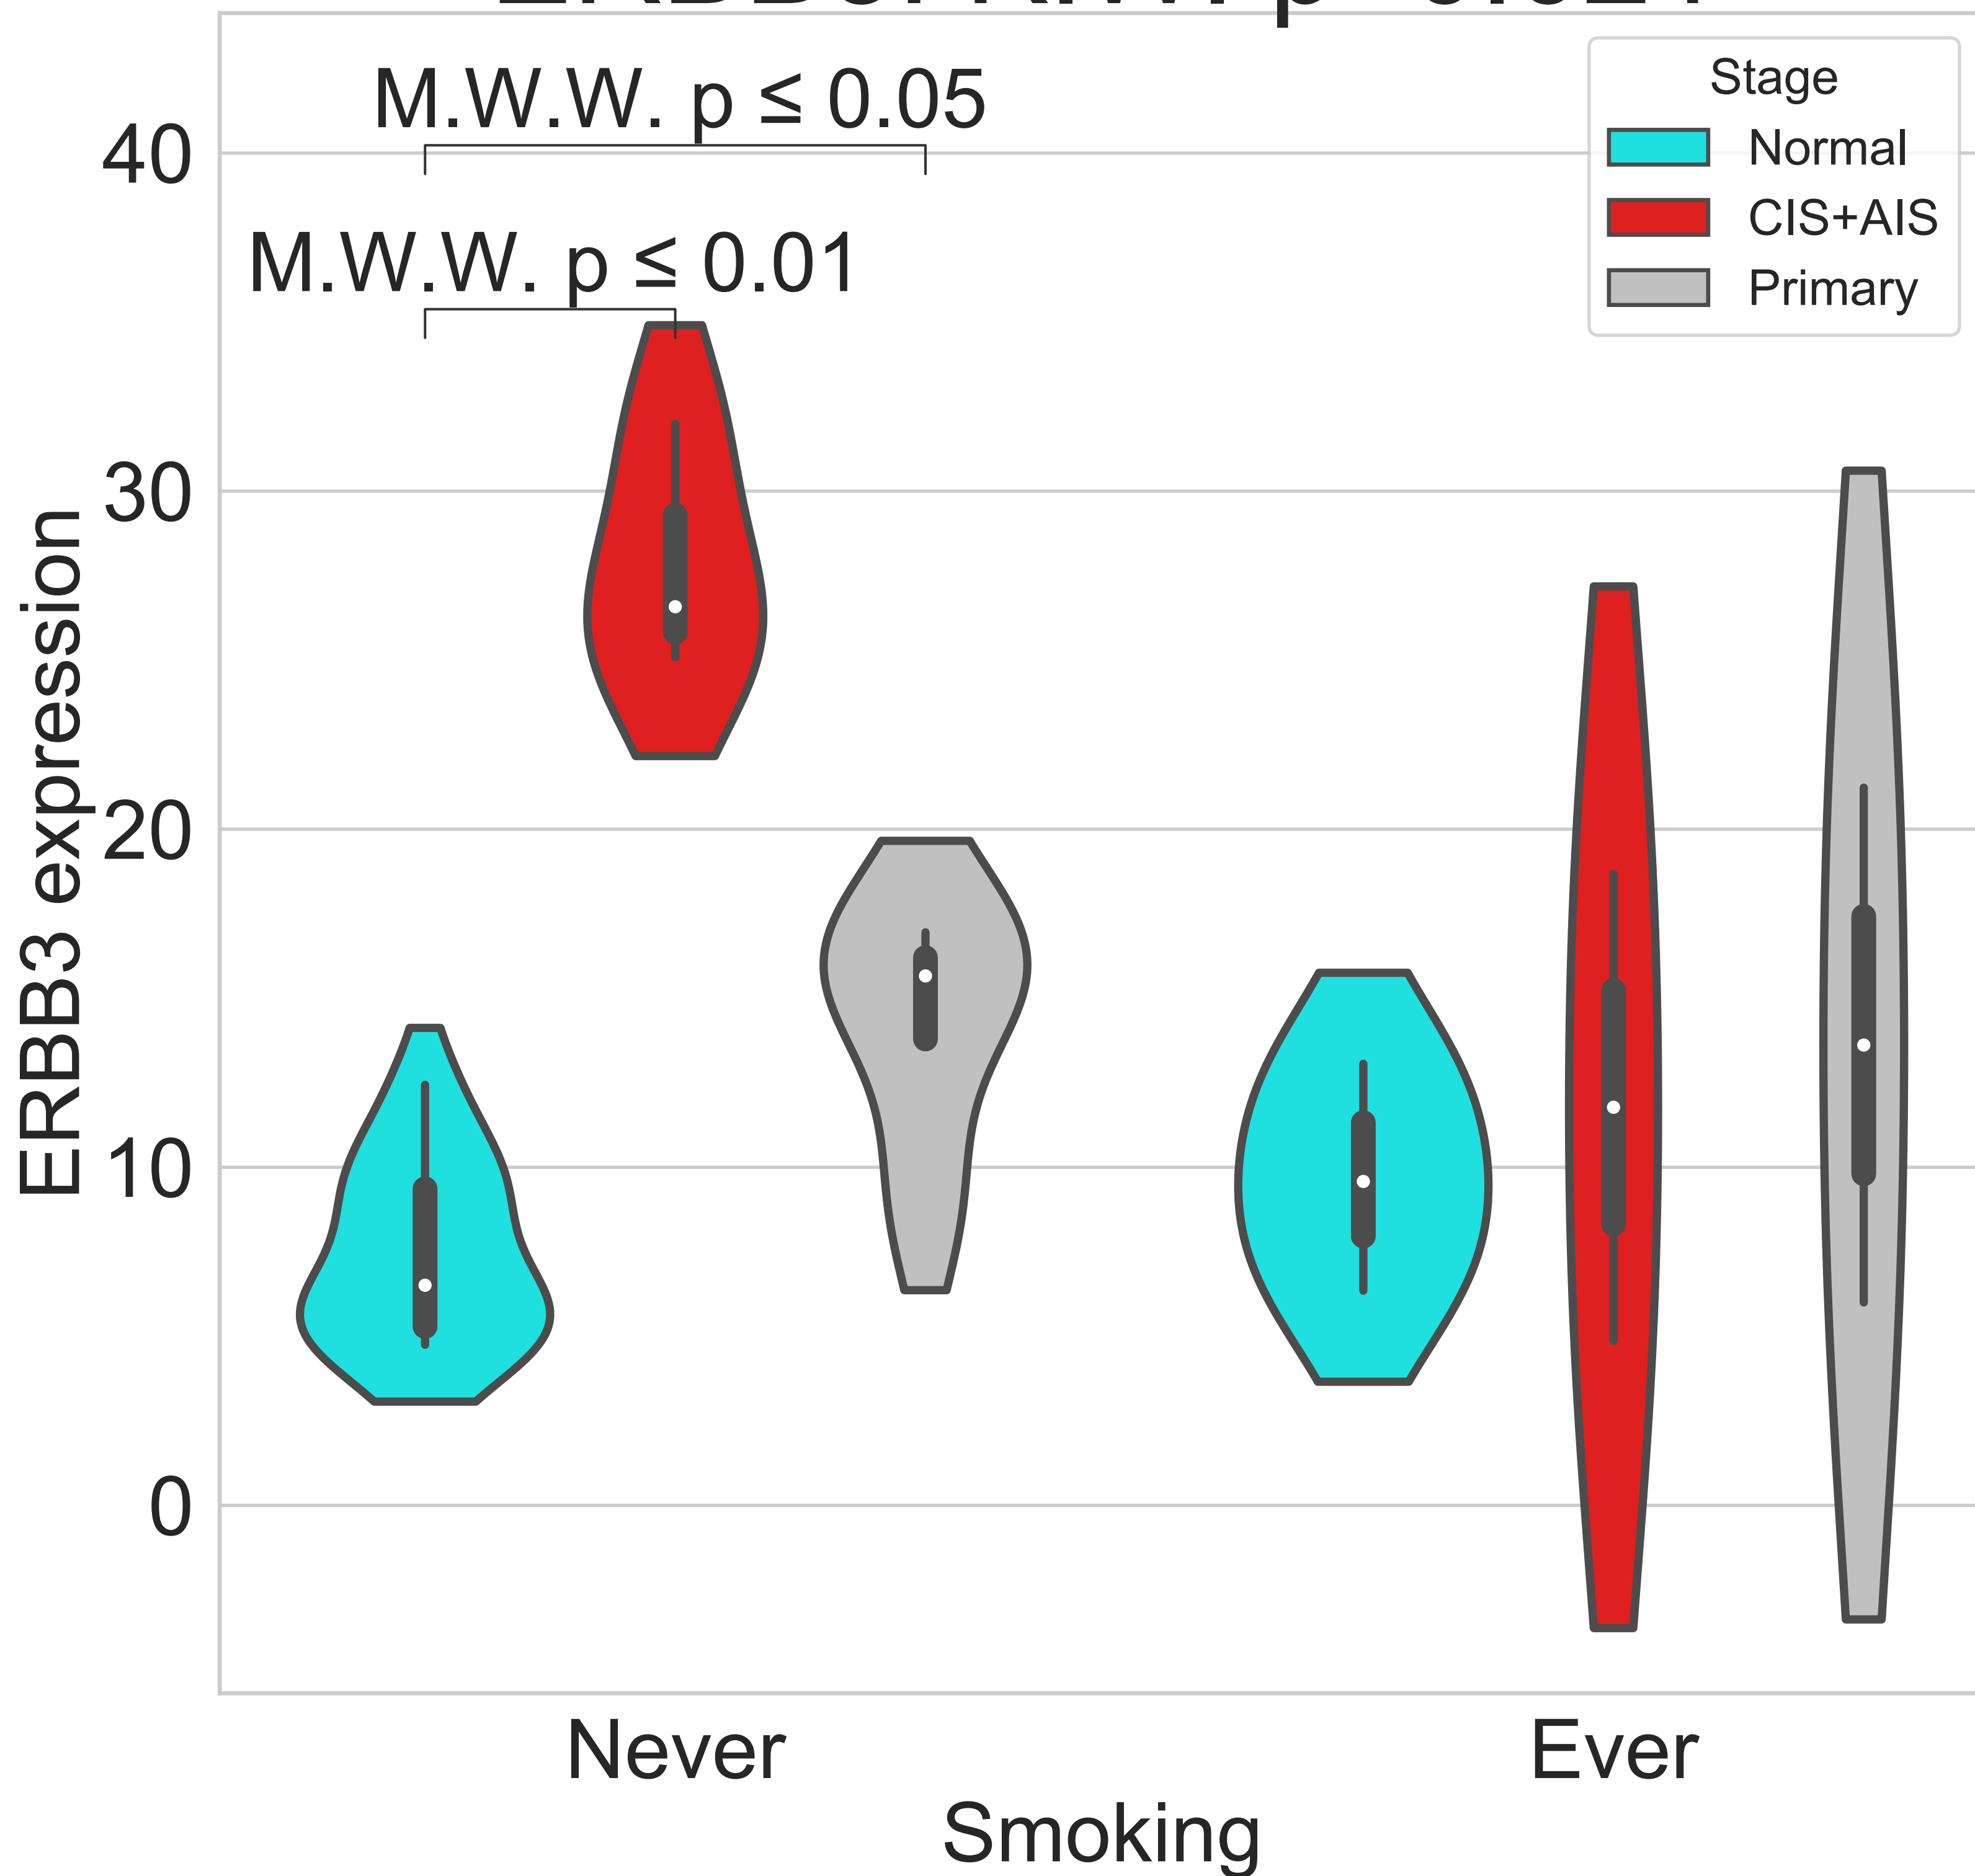 M.W.W. p ≤ 0.05
M.W.W. p ≤ 0.01
Stage
Normal
CIS+AIS
Primary
40
30
20
10
0
ERBB3 expression
Never
Ever
Smoking